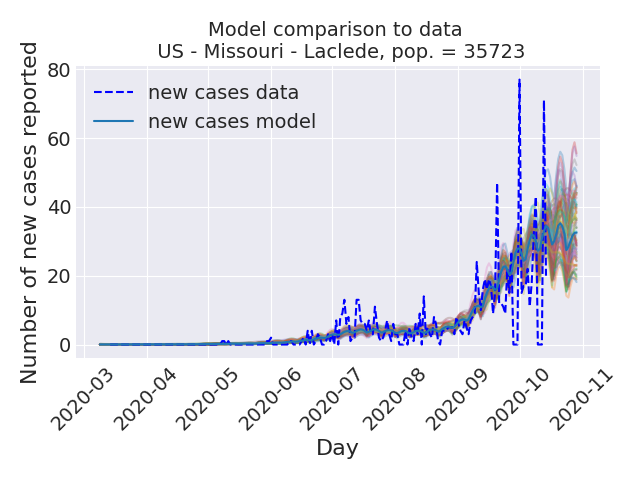 Model comparison to data
US - Missouri - Laclede, pop. = 35723
Number of new cases reported
80
60
40
20
0
new cases data
new cases model
2020-03
2020-04
2020-05
2020-06
2020-07
2020-08
2020-09
2020-10
2020-11
Day